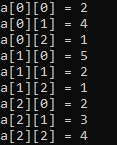 a[0][0] = 2
a[0][1] = 4
a[0][2] = 1
a[1][0] = 5
a[1][1] = 2
a[1][2] = 1
a[2][0] = 2
a[2][1] = 3
a[2][2] = 4